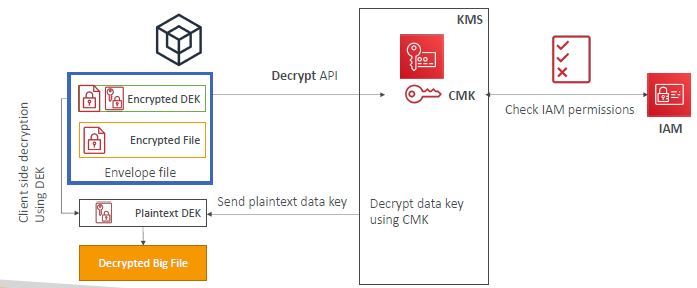 KMS
Decrypt API
CMK
Check IAM permissions
IAM
Encrypted DEK
Encrypted File
Envelope file
Client side decryption
Using DEK
Send plaintext data key
Decrypt data key
using CMK
Plaintext DEK
Decrypted Big File